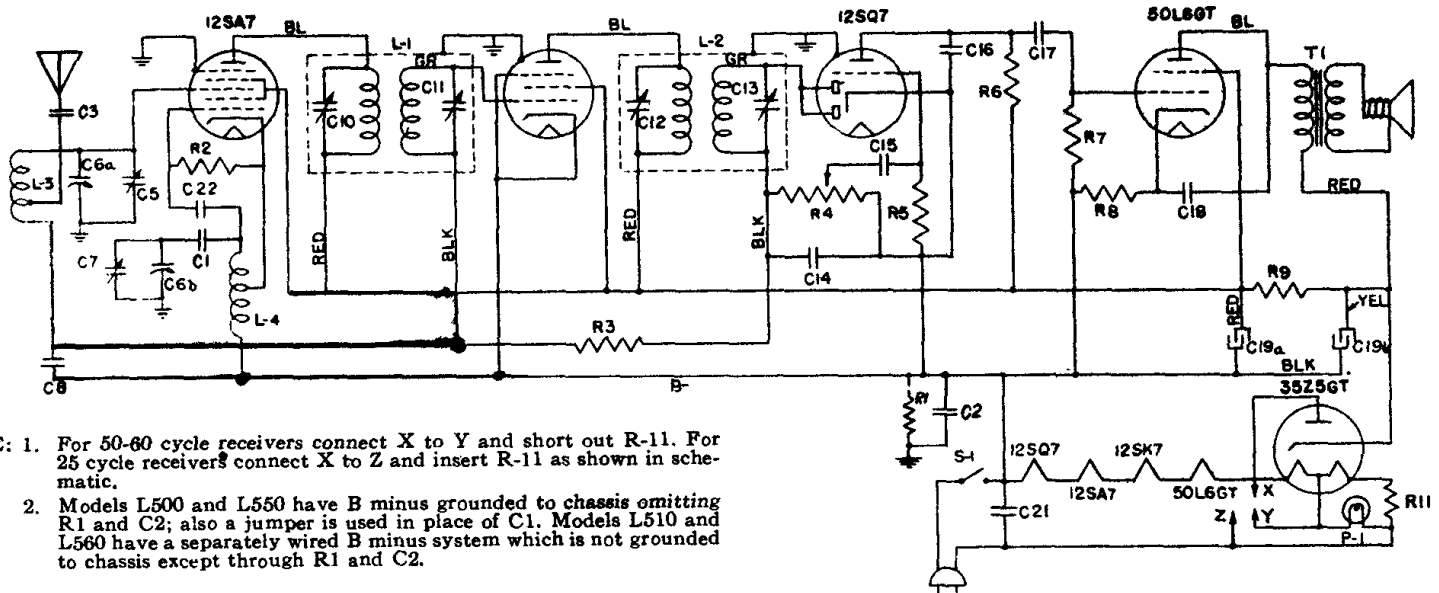 12SA7
BL
12SQ7
50L6GT
BL
L-1
GR
L-2
GR
C16
C17
T1
C3
C10
C11
C12
C13
R6
R2
C6a
C5
C15
R7
L-3
C22
R4
R5
R8
C18
RED
C7
C1
C6b
RED
BLK
RED
BLK
C14
L-4
R9
YEL
R3
RED
C19a
C19b
C8
B-
BLK
35Z5GT
R1
C2
S-1
12SQ7
12SA7
12SK7
50L6GT
X
Z
Y
R11
C21
P-1
E: 1. For 50-60 cycle receivers connect X to Y and short out R-11. For
25 cycle receivers connect X to Z and insert R-11 as shown in sche-
matic.
2. Models L500 and L550 have B minus grounded to chassis omitting
R1 and C2; also a jumper is used in place of C1. Models L510 and
L560 have a separately wired B minus system which is not grounded
to chassis except through R1 and C2.